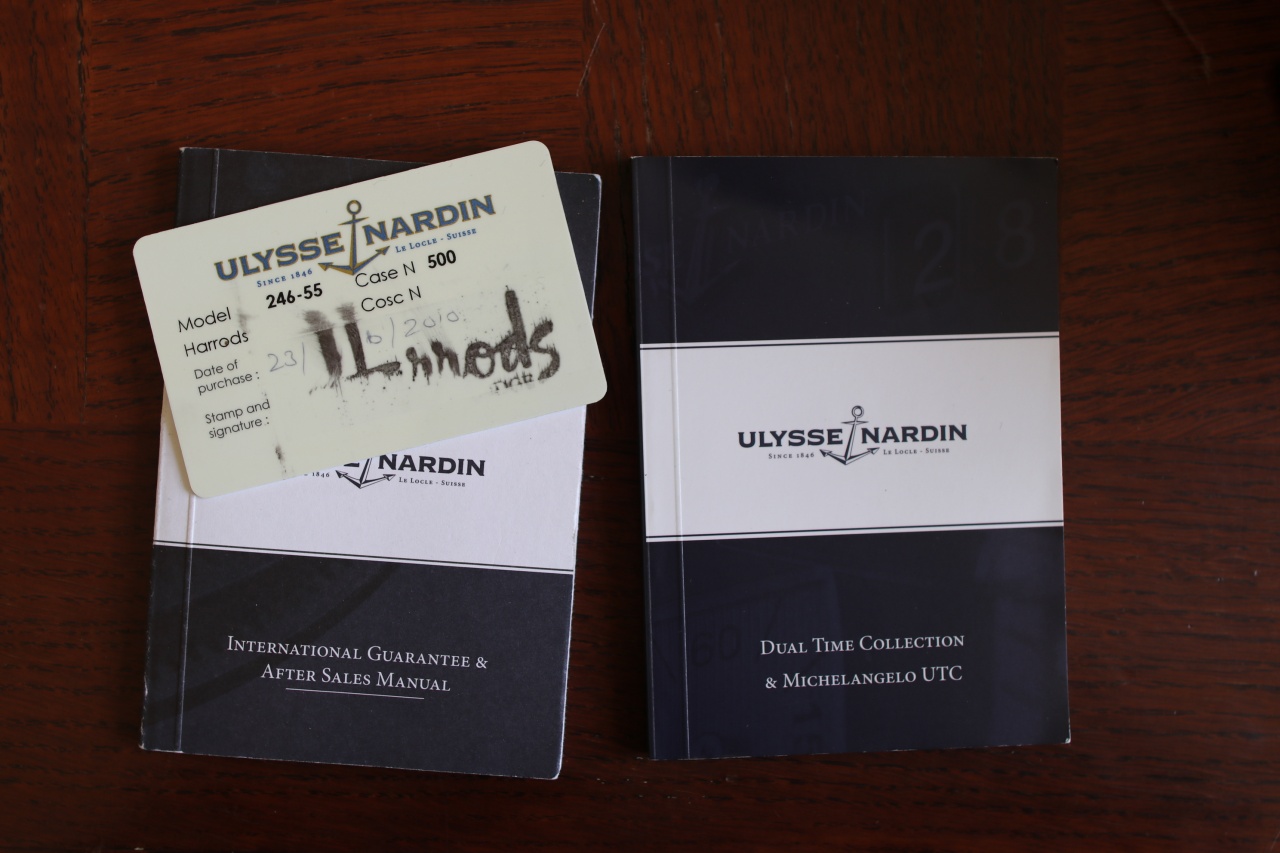 ULYSSE NARDIN
SINCE 1846 LE LOCLE - SUISSE
Model 246-55 Case N 500
Harrods Cosc N
Date of purchase : 23/ 6/2010
Stamp and signature :
NARDIN
1846 LE LOCLE - SUISSE
INTERNATIONAL GUARANTEE &
AFTER SALES MANUAL
ULYSSE NARDIN
SINCE 1846 LE LOCLE - SUISSE
DUAL TIME COLLECTION
& MICHELANGELO UTC